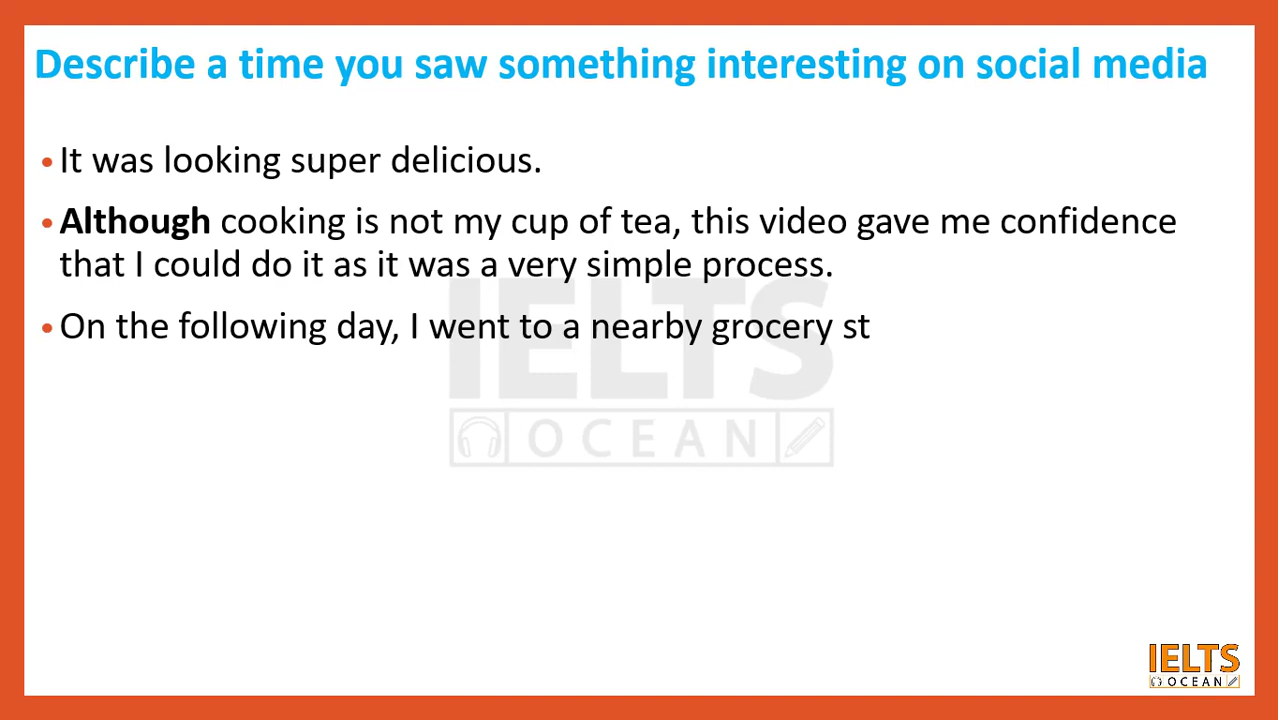 Describe a time you saw something interesting on social media
• It was looking super delicious.
• Although cooking is not my cup of tea, this video gave me confidence
that I could do it as it was a very simple process.
• On the following day, I went to a nearby grocery st
IELTS
OCEAN
IELTS
OCEAN